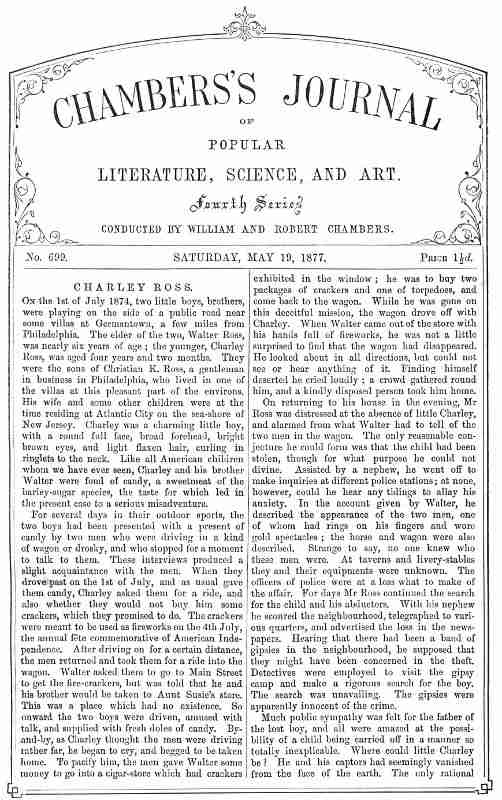 CHAMBERS'S JOURNAL
OF
POPULAR
LITERATURE, SCIENCE, AND ART.
Fourth Series
CONDUCTED BY WILLIAM AND ROBERT CHAMBERS.
No. 699. SATURDAY, MAY 19, 1877. PRICE 1½d.
CHARLEY ROSS.
ON the 1st of July 1874, two little boys, brothers,
were playing on the side of a public road near
some villas at Germantown, a few miles from
Philadelphia. The elder of the two, Walter Ross,
was nearly six years of age; the younger, Charley
Ross, was aged four years and two months. They
were the sons of Christian K. Ross, a gentleman
in business in Philadelphia, who lived in one of
the villas at this pleasant part of the environs.
His wife and some other children were at the
time residing at Atlantic City on the sea-shore of
New Jersey. Charley was a charming little boy,
with a round full face, broad forehead, bright
brown eyes, and light flaxen hair, curling in
ringlets to the neck. Like all American children
whom we have ever seen, Charley and his brother
Walter were fond of candy, a sweetmeat of the
barley-sugar species, the taste for which led in
the present case to a serious misadventure.
For several days in their outdoor sports, the
two boys had been presented with a present of
candy by two men who were driving in a kind
of wagon or drosky, and who stopped for a moment
to talk to them. These interviews produced a
slight acquaintance with the men. When they
drove past on the 1st of July, and as usual gave
them candy, Charley asked them for a ride, and
also whether they would not buy him some
crackers, which they promised to do. The crackers
were meant to be used as fireworks on the 4th July,
the annual fête commemorative of American Inde-
pendence. After driving on for a certain distance,
the men returned and took them for a ride into the
wagon. Walter asked them to go to Main Street
to get the fire-crackers, but was told that he and
his brother would be taken to Aunt Susie's store.
This was a place which had no existence. So
onward the two boys were driven, amused with
talk, and supplied with fresh doles of candy. By-
and-by, as Charley thought the men were driving
rather far, he began to cry, and begged to be taken
home. To pacify him, the men gave Walter some
money to go into a cigar-store which had crackers
exhibited in the window; he was to buy two
packages of crackers and one of torpedoes, and
come back to the wagon. While he was gone on
this deceitful mission, the wagon drove off with
Charley. When Walter came out of the store with
his hands full of fireworks, he was not a little
surprised to find that the wagon had disappeared.
He looked about in all directions, but could not
see or hear anything of it. Finding himself
deserted he cried loudly; a crowd gathered round
him, and a kindly disposed person took him home.
On returning to his house in the evening, Mr
Ross was distressed at the absence of little Charley,
and alarmed from what Walter had to tell of the
two men in the wagon. The only reasonable con-
jecture he could form was that the child had been
stolen, though for what purpose he could not
divine. Assisted by a nephew, he went off to
make inquiries at different police stations; at none,
however, could he hear any tidings to allay his
anxiety. In the account given by Walter, he
described the appearance of the two men, one
of whom had rings on his fingers and wore
gold spectacles; the horse and wagon were also
described. Strange to say, no one knew who
these men were. At taverns and livery-stables
they and their equipments were unknown. The
officers of police were at a loss what to make of
the affair. For days Mr Ross continued the search
for the child and his abductors. With his nephew
he scoured the neighbourhood, telegraphed to vari-
ous quarters, and advertised the loss in the news-
papers. Hearing that there had been a band of
gipsies in the neighbourhood, he supposed that
they might have been concerned in the theft.
Detectives were employed to visit the gipsy
camp and make a rigorous search for the boy.
The search was unavailing. The gipsies were
apparently innocent of the crime.
Much public sympathy was felt for the father of
the lost boy, and all were amazed at the possi-
bility of a child being carried off in a manner so
totally inexplicable. Where could little Charley
be? He and his captors had seemingly vanished
from the face of the earth. The only rational